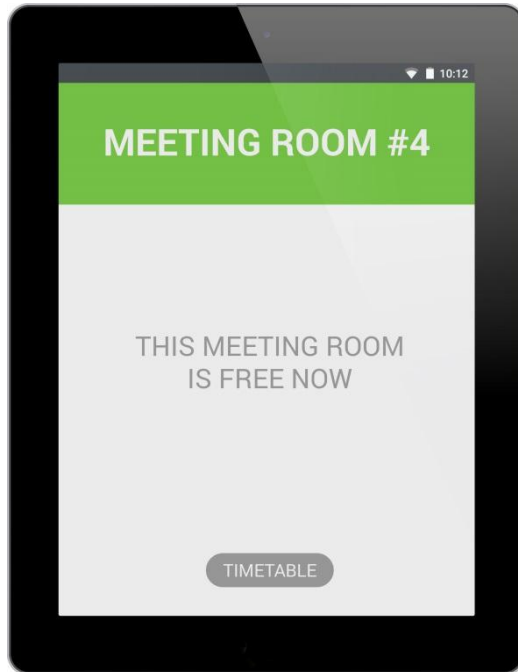 10:12
MEETING ROOM #4
THIS MEETING ROOM
IS FREE NOW
TIMETABLE